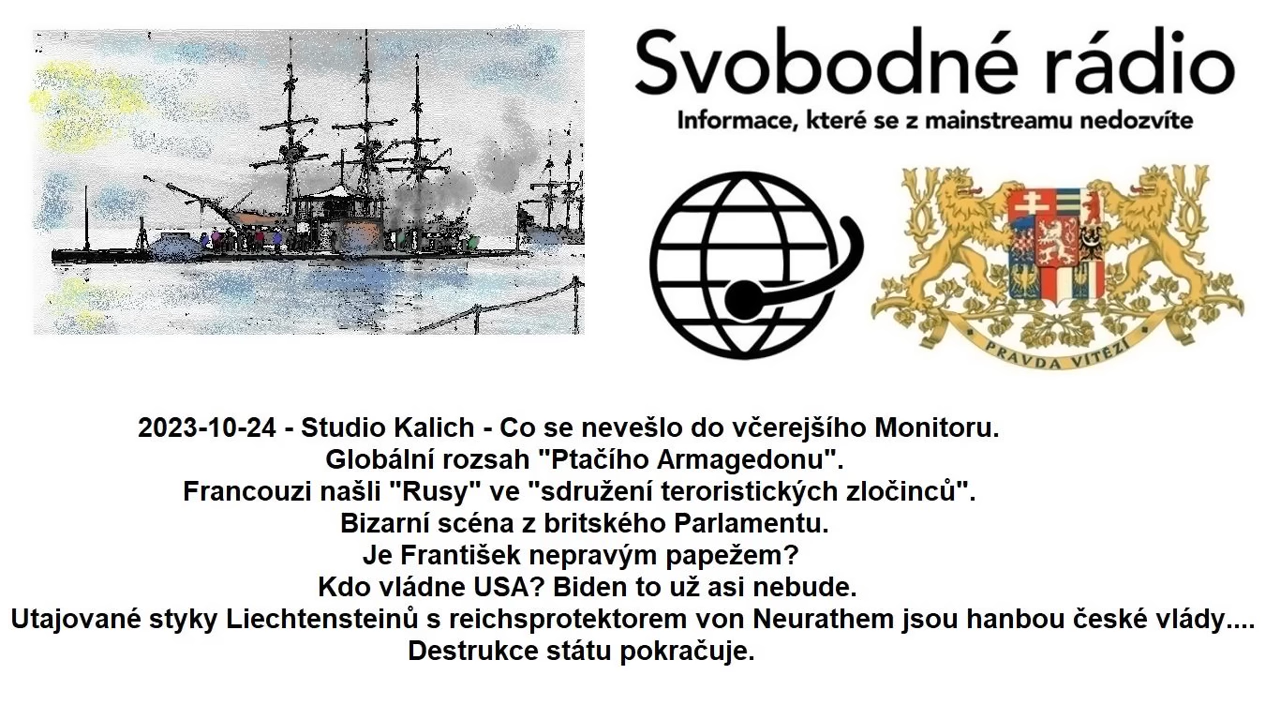 Svobodné rádio
Informace, které se z mainstreamu nedozvíte
PRAVDA VÍTĚZÍ
2023-10-24 - Studio Kalich - Co se nevešlo do včerejšího Monitoru.
Globální rozsah "Ptačího Armagedonu".
Francouzi našli "Rusy" ve "sdružení teroristických zločinců".
Bizarní scéna z britského Parlamentu.
Je František nepravým papežem?
Kdo vládne USA? Biden to už asi nebude.
Utajované styky Liechtensteinů s reichsprotektorem von Neurathem jsou hanbou české vlády....
Destrukce státu pokračuje.